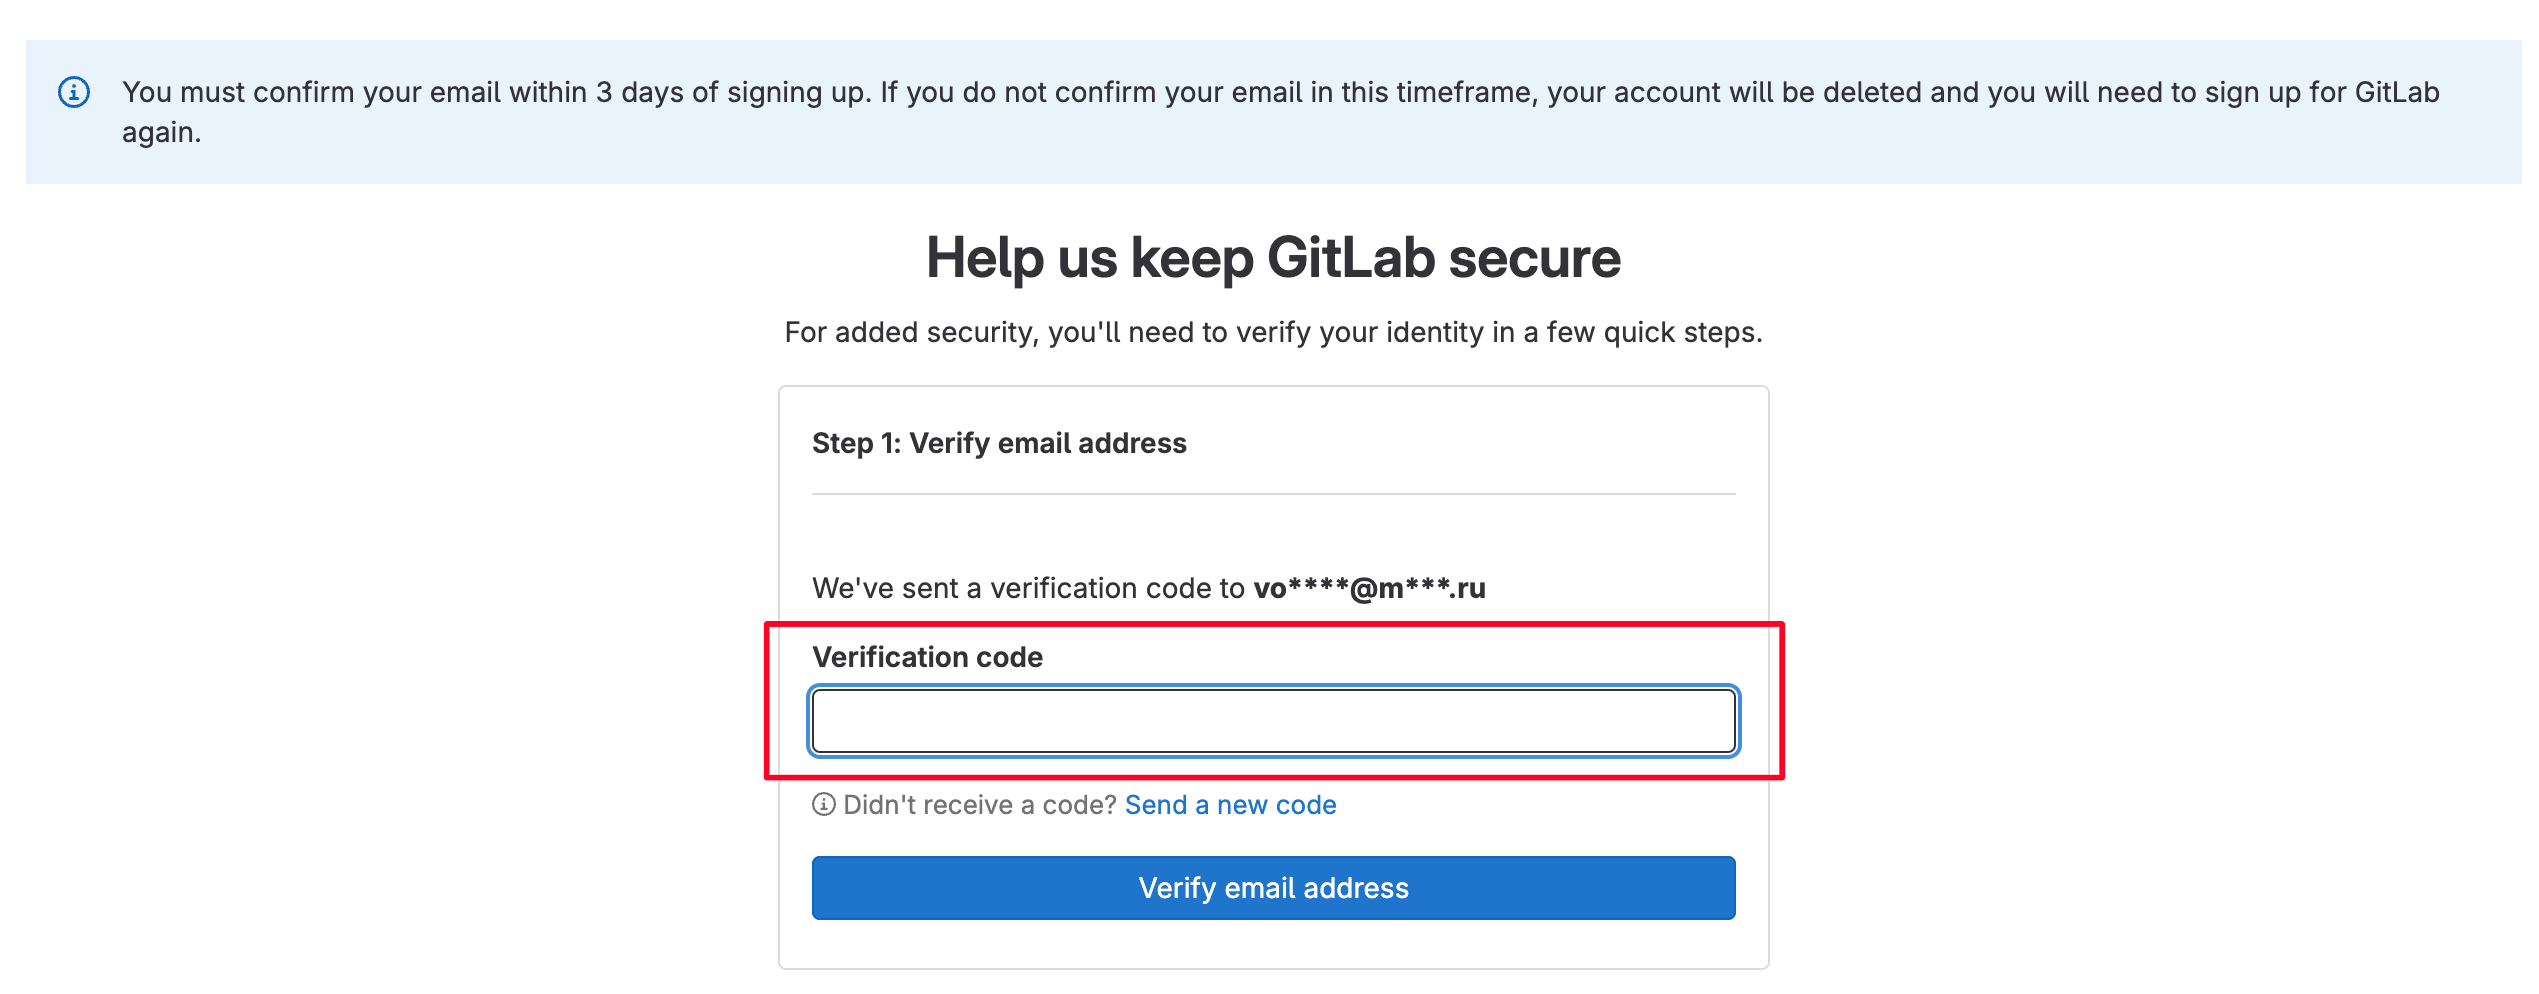 You must confirm your email within 3 days of signing up. If you do not confirm your email in this timeframe, your account will be deleted and you will need to sign up for GitLab
again.
Help us keep GitLab secure
For added security, you'll need to verify your identity in a few quick steps.
Step 1: Verify email address
We've sent a verification code to vo****@m***.ru
Verification code
Didn't receive a code? Send a new code
Verify email address